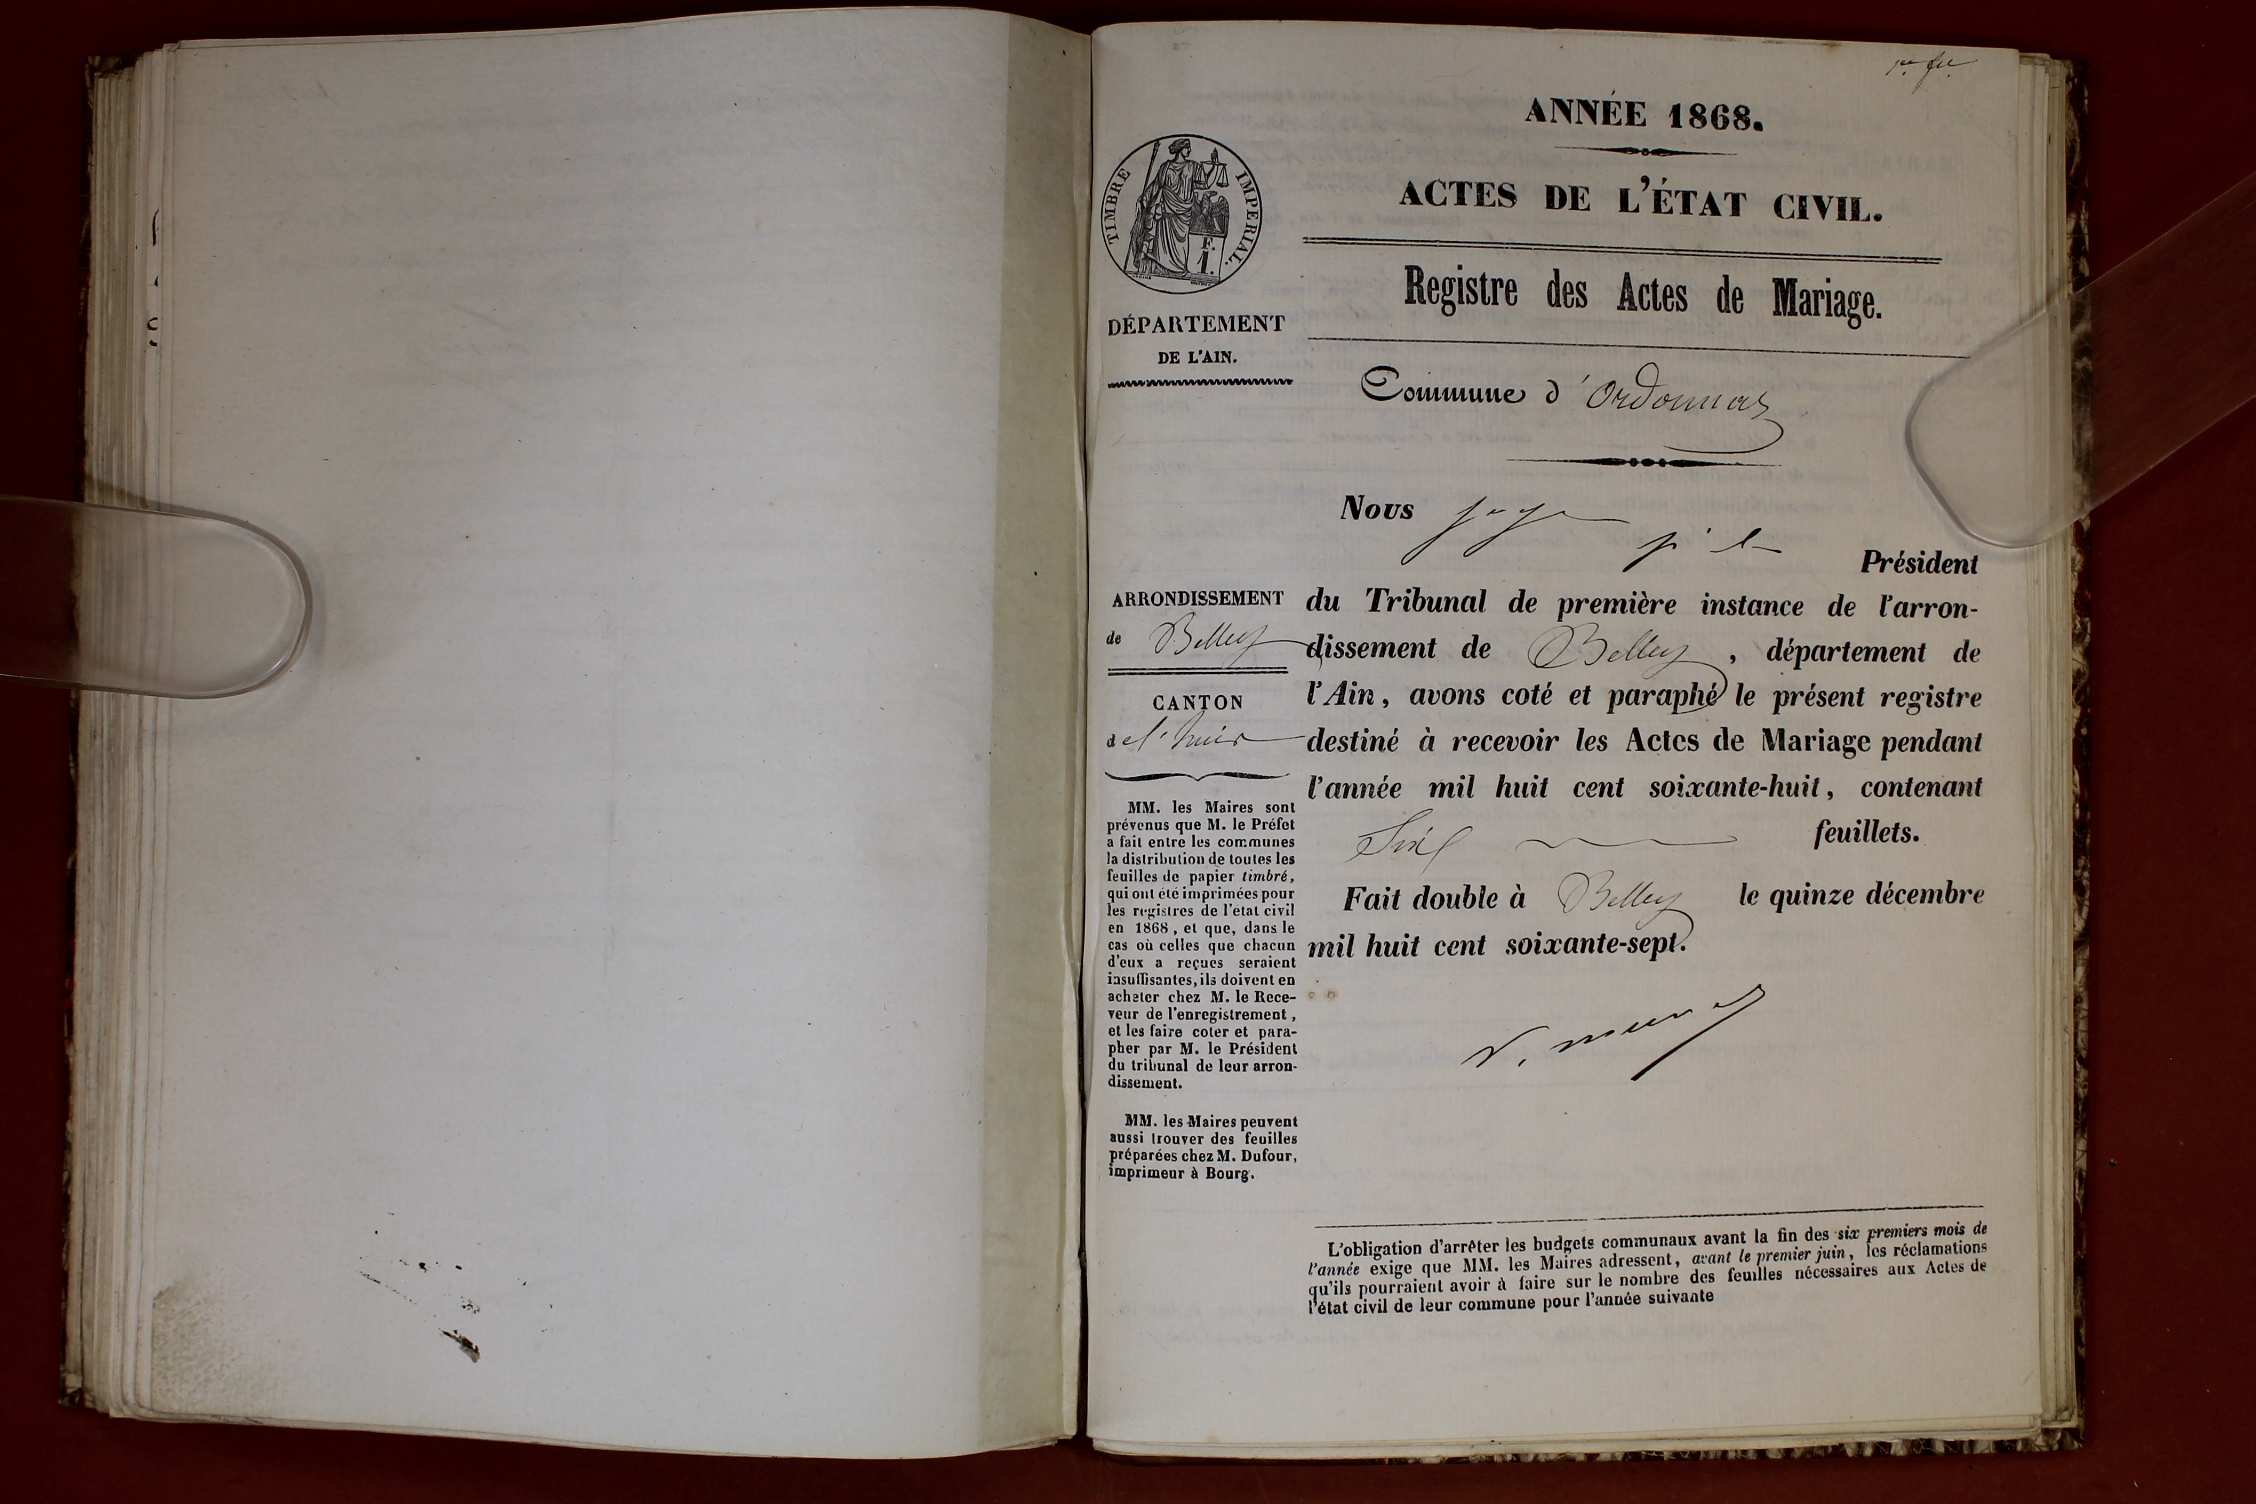 1er fet
ANNÉE 1868.
TIMBRE IMPERIAL.
F.
1.
ACTES DE L'ÉTAT CIVIL.
Registre des Actes de Mariage.
DÉPARTEMENT
DE L'AIN.
Commune d'Ordonnas
Nous juge
Président
du Tribunal de première instance de l'arron-
dissement de Belley, département de
l'Ain, avons coté et paraphé le présent registre
destiné à recevoir les Actes de Mariage pendant
l'année mil huit cent soixante-huit, contenant
Six feuillets.
Fait double à Belley le quinze décembre
mil huit cent soixante-sept.
ARRONDISSEMENT
de Belley
CANTON
de l'huis
MM. les Maires sont
prévenus que M. le Préfet
a fait entre les communes
la distribution de toutes les
feuilles de papier timbré,
qui ont été imprimées pour
les registres de l'état civil
en 1868, et que, dans le
cas où celles que chacun
d'eux a reçues seraient
insuffisantes, ils doivent en
acheter chez M. le Rece-
veur de l'enregistrement,
et les faire coter et para-
pher par M. le Président
du tribunal de leur arron-
dissement.
MM. les Maires peuvent
aussi trouver des feuilles
préparées chez M. Dufour,
imprimeur à Bourg.
L'obligation d'arrêter les budgets communaux avant la fin des six premiers mois de
l'année exige que MM. les Maires adressent, avant le premier juin, les réclamations
qu'ils pourraient avoir à faire sur le nombre des feuilles nécessaires aux Actes de
l'état civil de leur commune pour l'année suivante